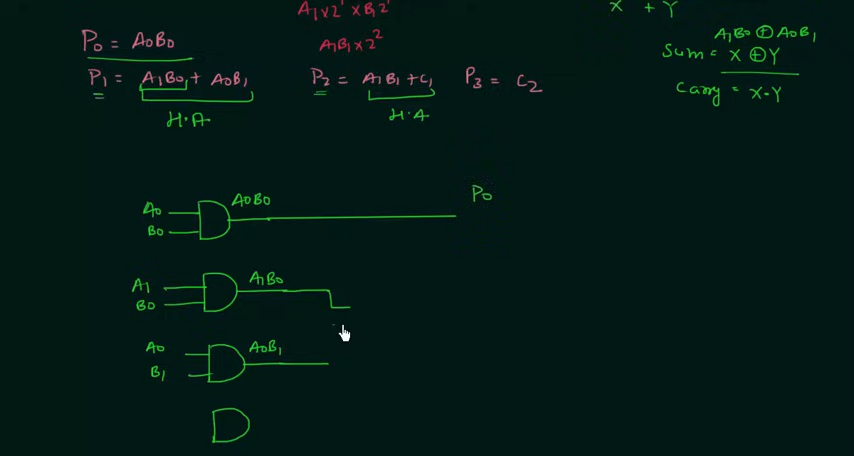 A₁ × 2¹ × B₁ 2¹
X + Y
A₁B₁ × 2²
A₁B₀ ⊕ A₀B₁
P₀ = A₀B₀
Sum = X ⊕ Y
P₁ = A₁B₀ + A₀B₁
P₂ = A₁B₁ + C₁
P₃ = C₂
Carry = X·Y
H·A
H·A
P₀
A₀B₀
A₀
B₀
A₁B₀
A₁
B₀
A₀B₁
A₀
B₁